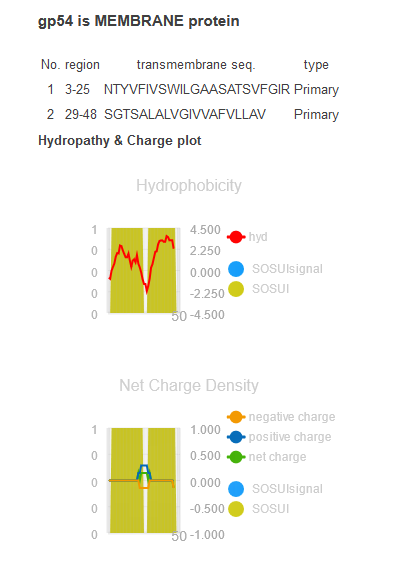 gp54 is MEMBRANE protein
No. region transmembrane seq. type
1 3-25 NTYVFIVSWILGAASATSVFGIR Primary
2 29-48 SGTSALALVGIVVAFVLLAV Primary
Hydropathy & Charge plot
Hydrophobicity
1 4.500 hyd
0 2.250
0 0.000 SOSUIsignal
0 -2.250 SOSUI
0 50 -4.500
Net Charge Density
negative charge
1 1.000 positive charge
0 0.500 net charge
0 0.000 SOSUIsignal
0 -0.500 SOSUI
0 50 -1.000